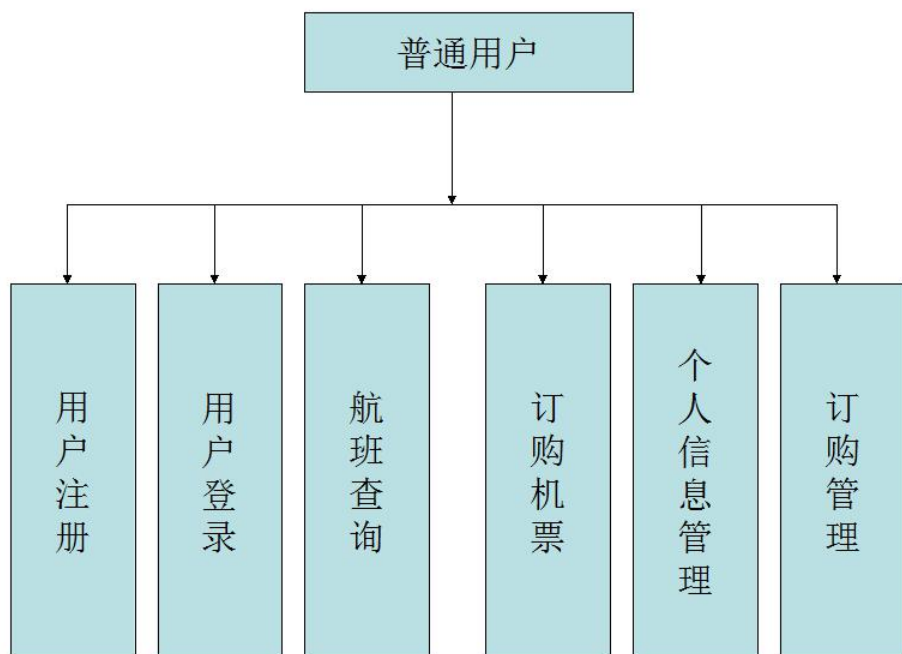 普通用户
用户注册
用户登录
航班查询
订购机票
个人信息管理
订购管理